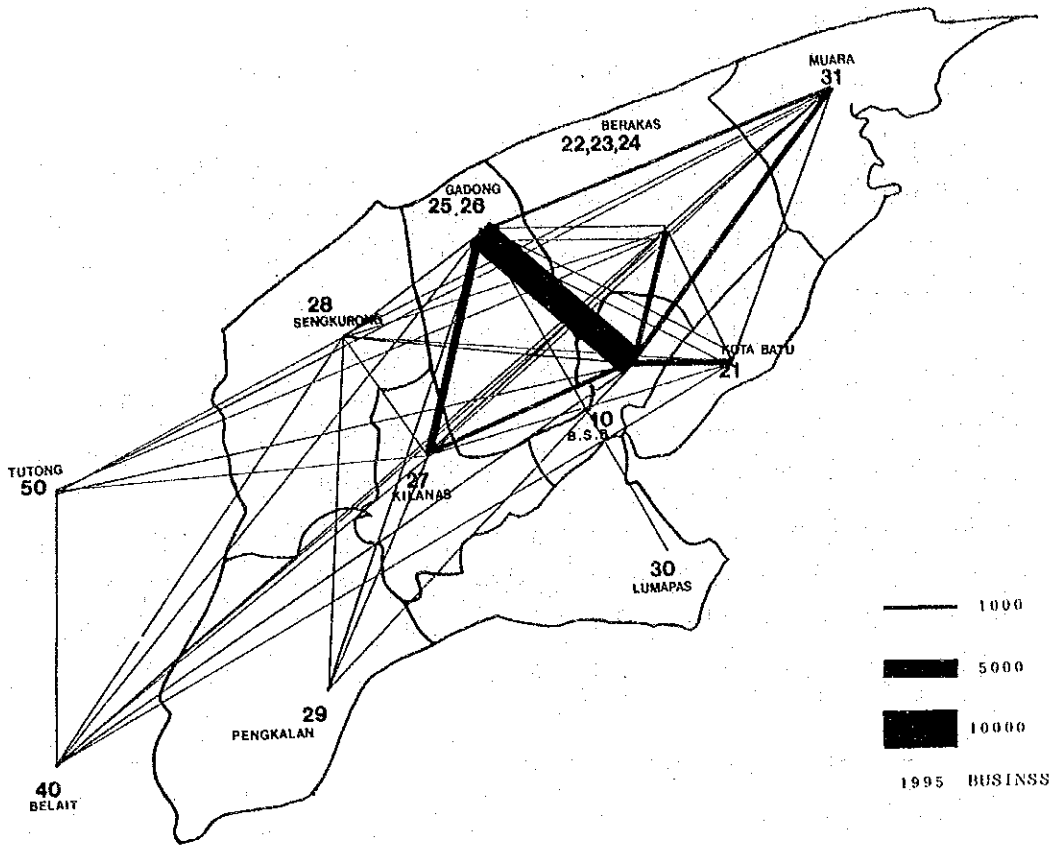 MUARA
31
BERAKAS
22,23,24
GADONG
25,26
28
SENGKURONG
KOTA BATU
21
10
B.S.B.
TUTONG
50
27
KILANAS
30
LUMAPAS
1000
5000
29
PENGKALAN
10000
40
BELAIT
1995 BUSINSS